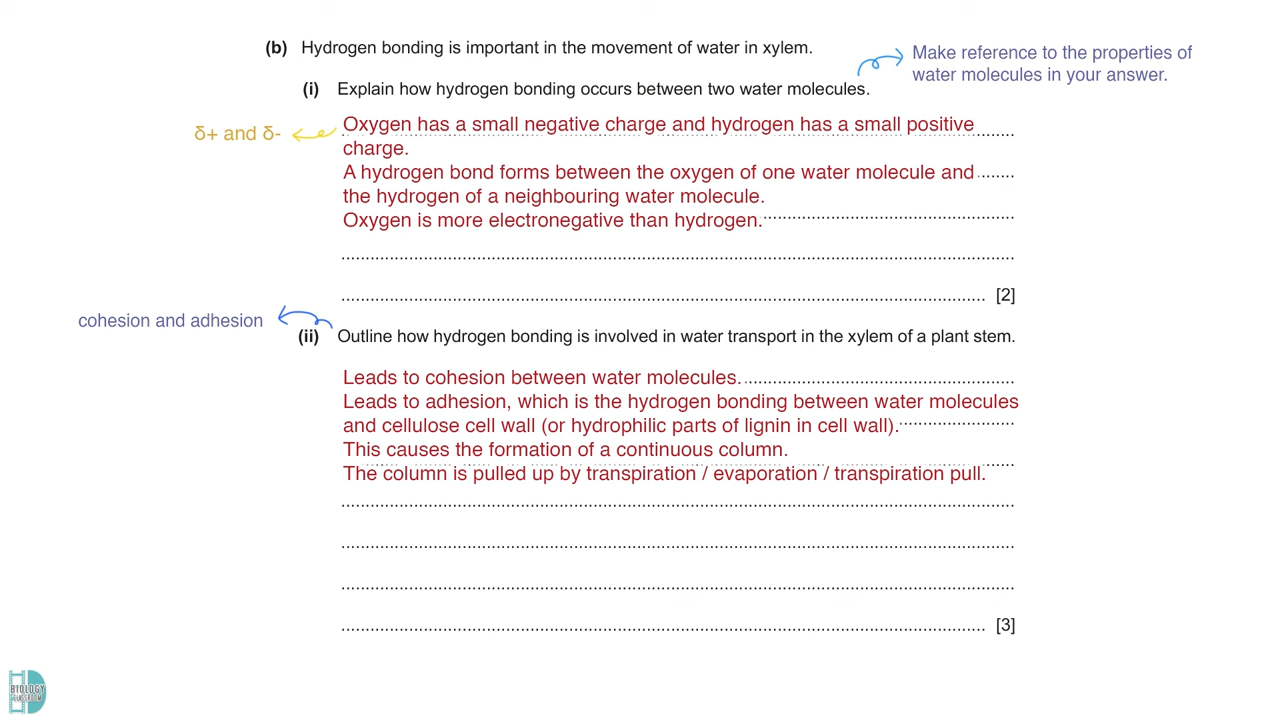 (b) Hydrogen bonding is important in the movement of water in xylem.
Make reference to the properties of
water molecules in your answer.
(i) Explain how hydrogen bonding occurs between two water molecules.
δ+ and δ-
Oxygen has a small negative charge and hydrogen has a small positive
charge.
A hydrogen bond forms between the oxygen of one water molecule and
the hydrogen of a neighbouring water molecule.
Oxygen is more electronegative than hydrogen.
[2]
cohesion and adhesion
(ii) Outline how hydrogen bonding is involved in water transport in the xylem of a plant stem.
Leads to cohesion between water molecules.
Leads to adhesion, which is the hydrogen bonding between water molecules
and cellulose cell wall (or hydrophilic parts of lignin in cell wall).
This causes the formation of a continuous column.
The column is pulled up by transpiration / evaporation / transpiration pull.
[3]
BIOLOGY
CLASSROOM